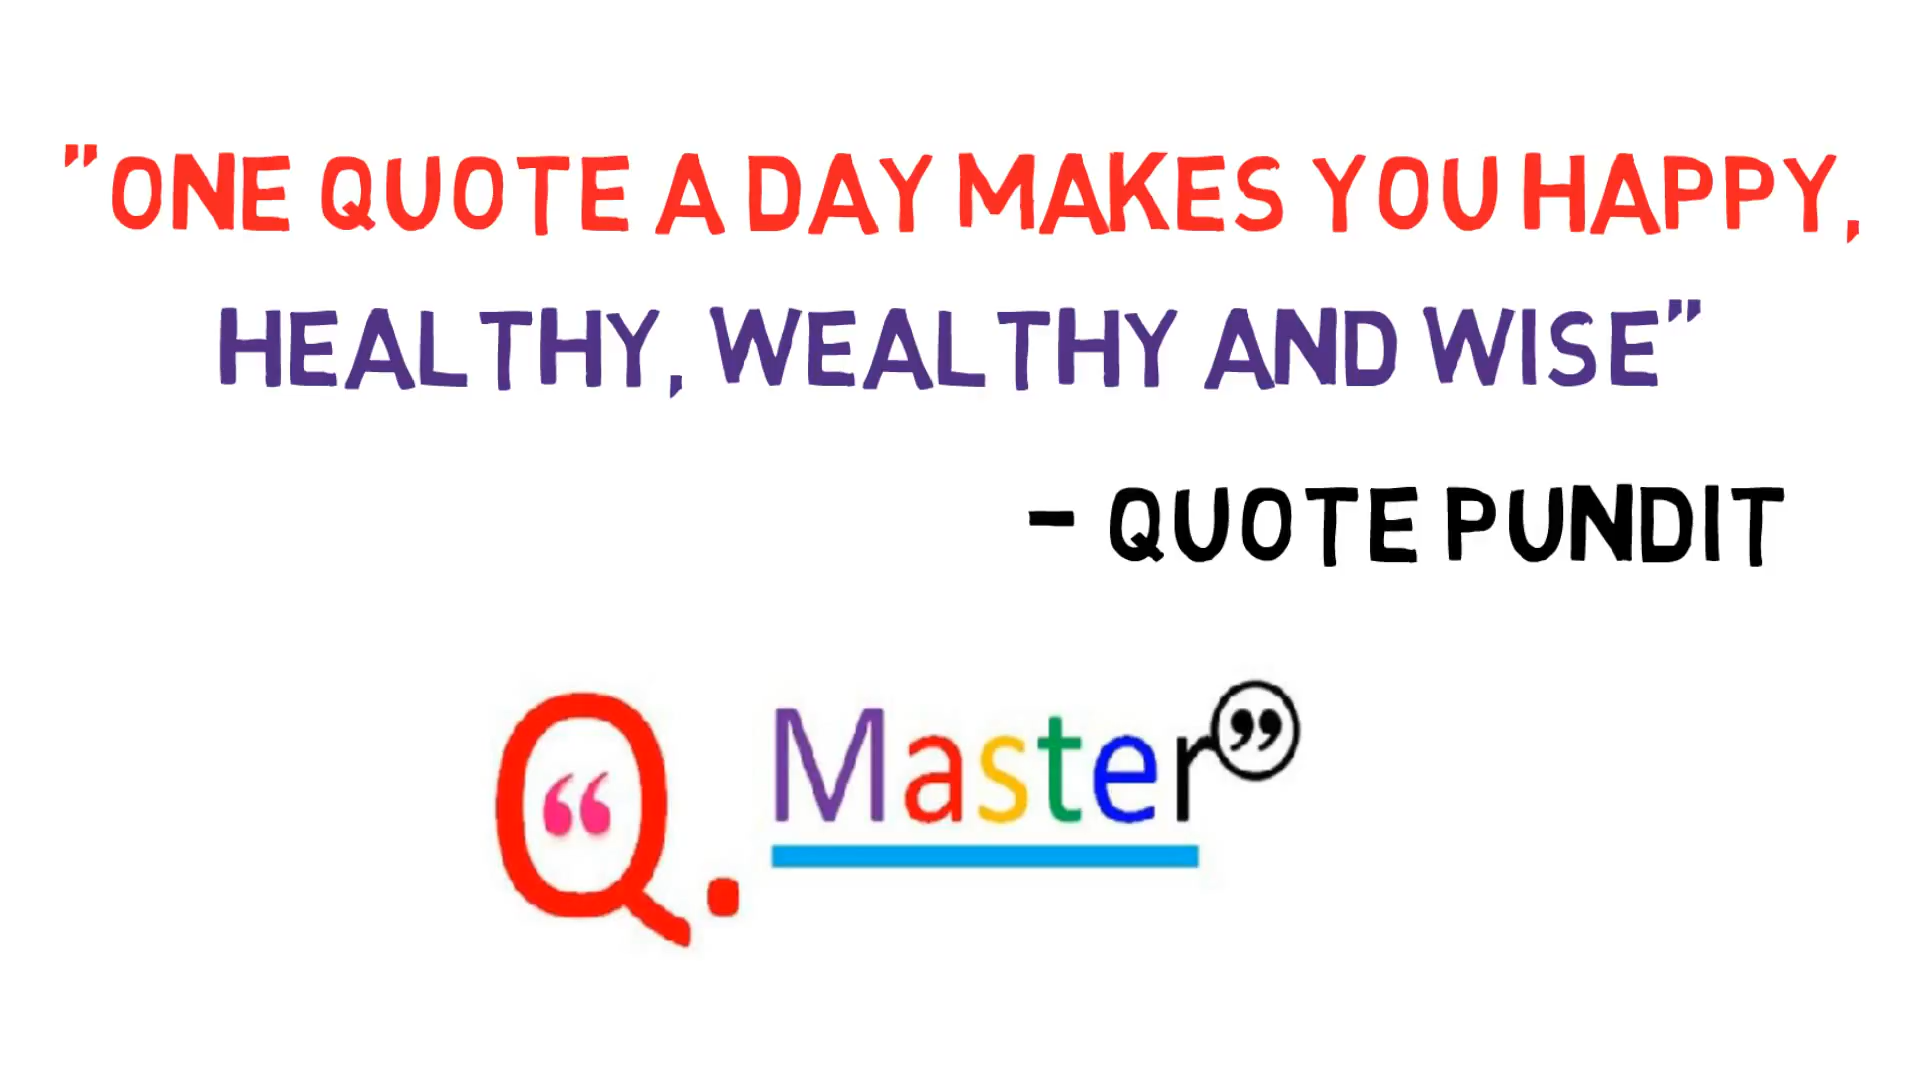 "ONE QUOTE A DAY MAKES YOU HAPPY,
HEALTHY, WEALTHY AND WISE"
- QUOTE PUNDIT
Q“. Master”